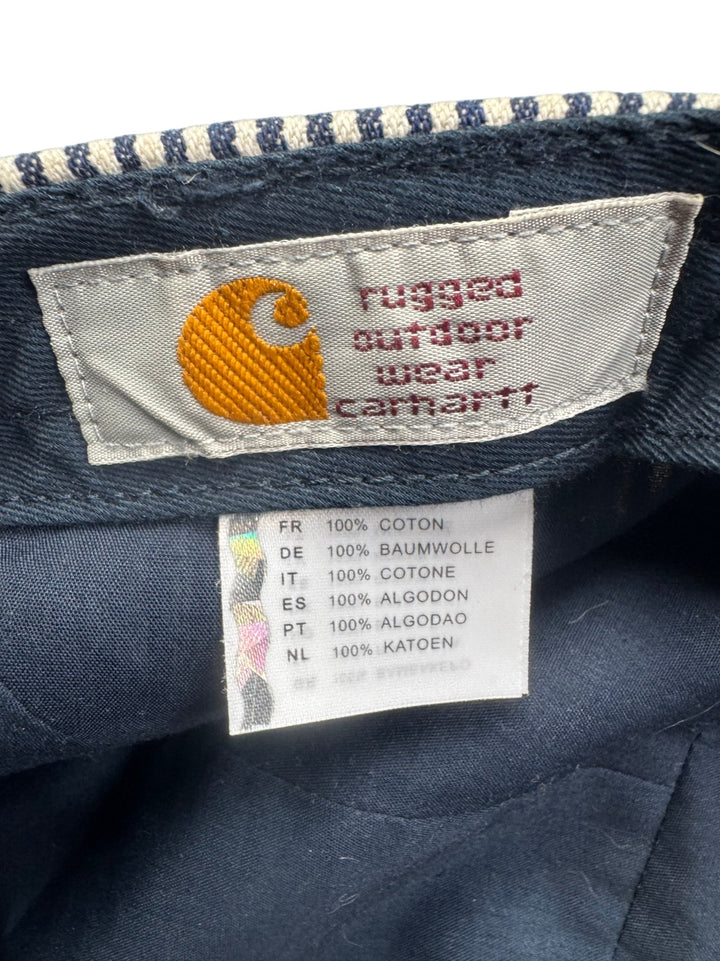 rugged
outdoor
wear
carhartt
FR 100% COTON
DE 100% BAUMWOLLE
IT 100% COTONE
ES 100% ALGODON
PT 100% ALGODAO
NL 100% KATOEN